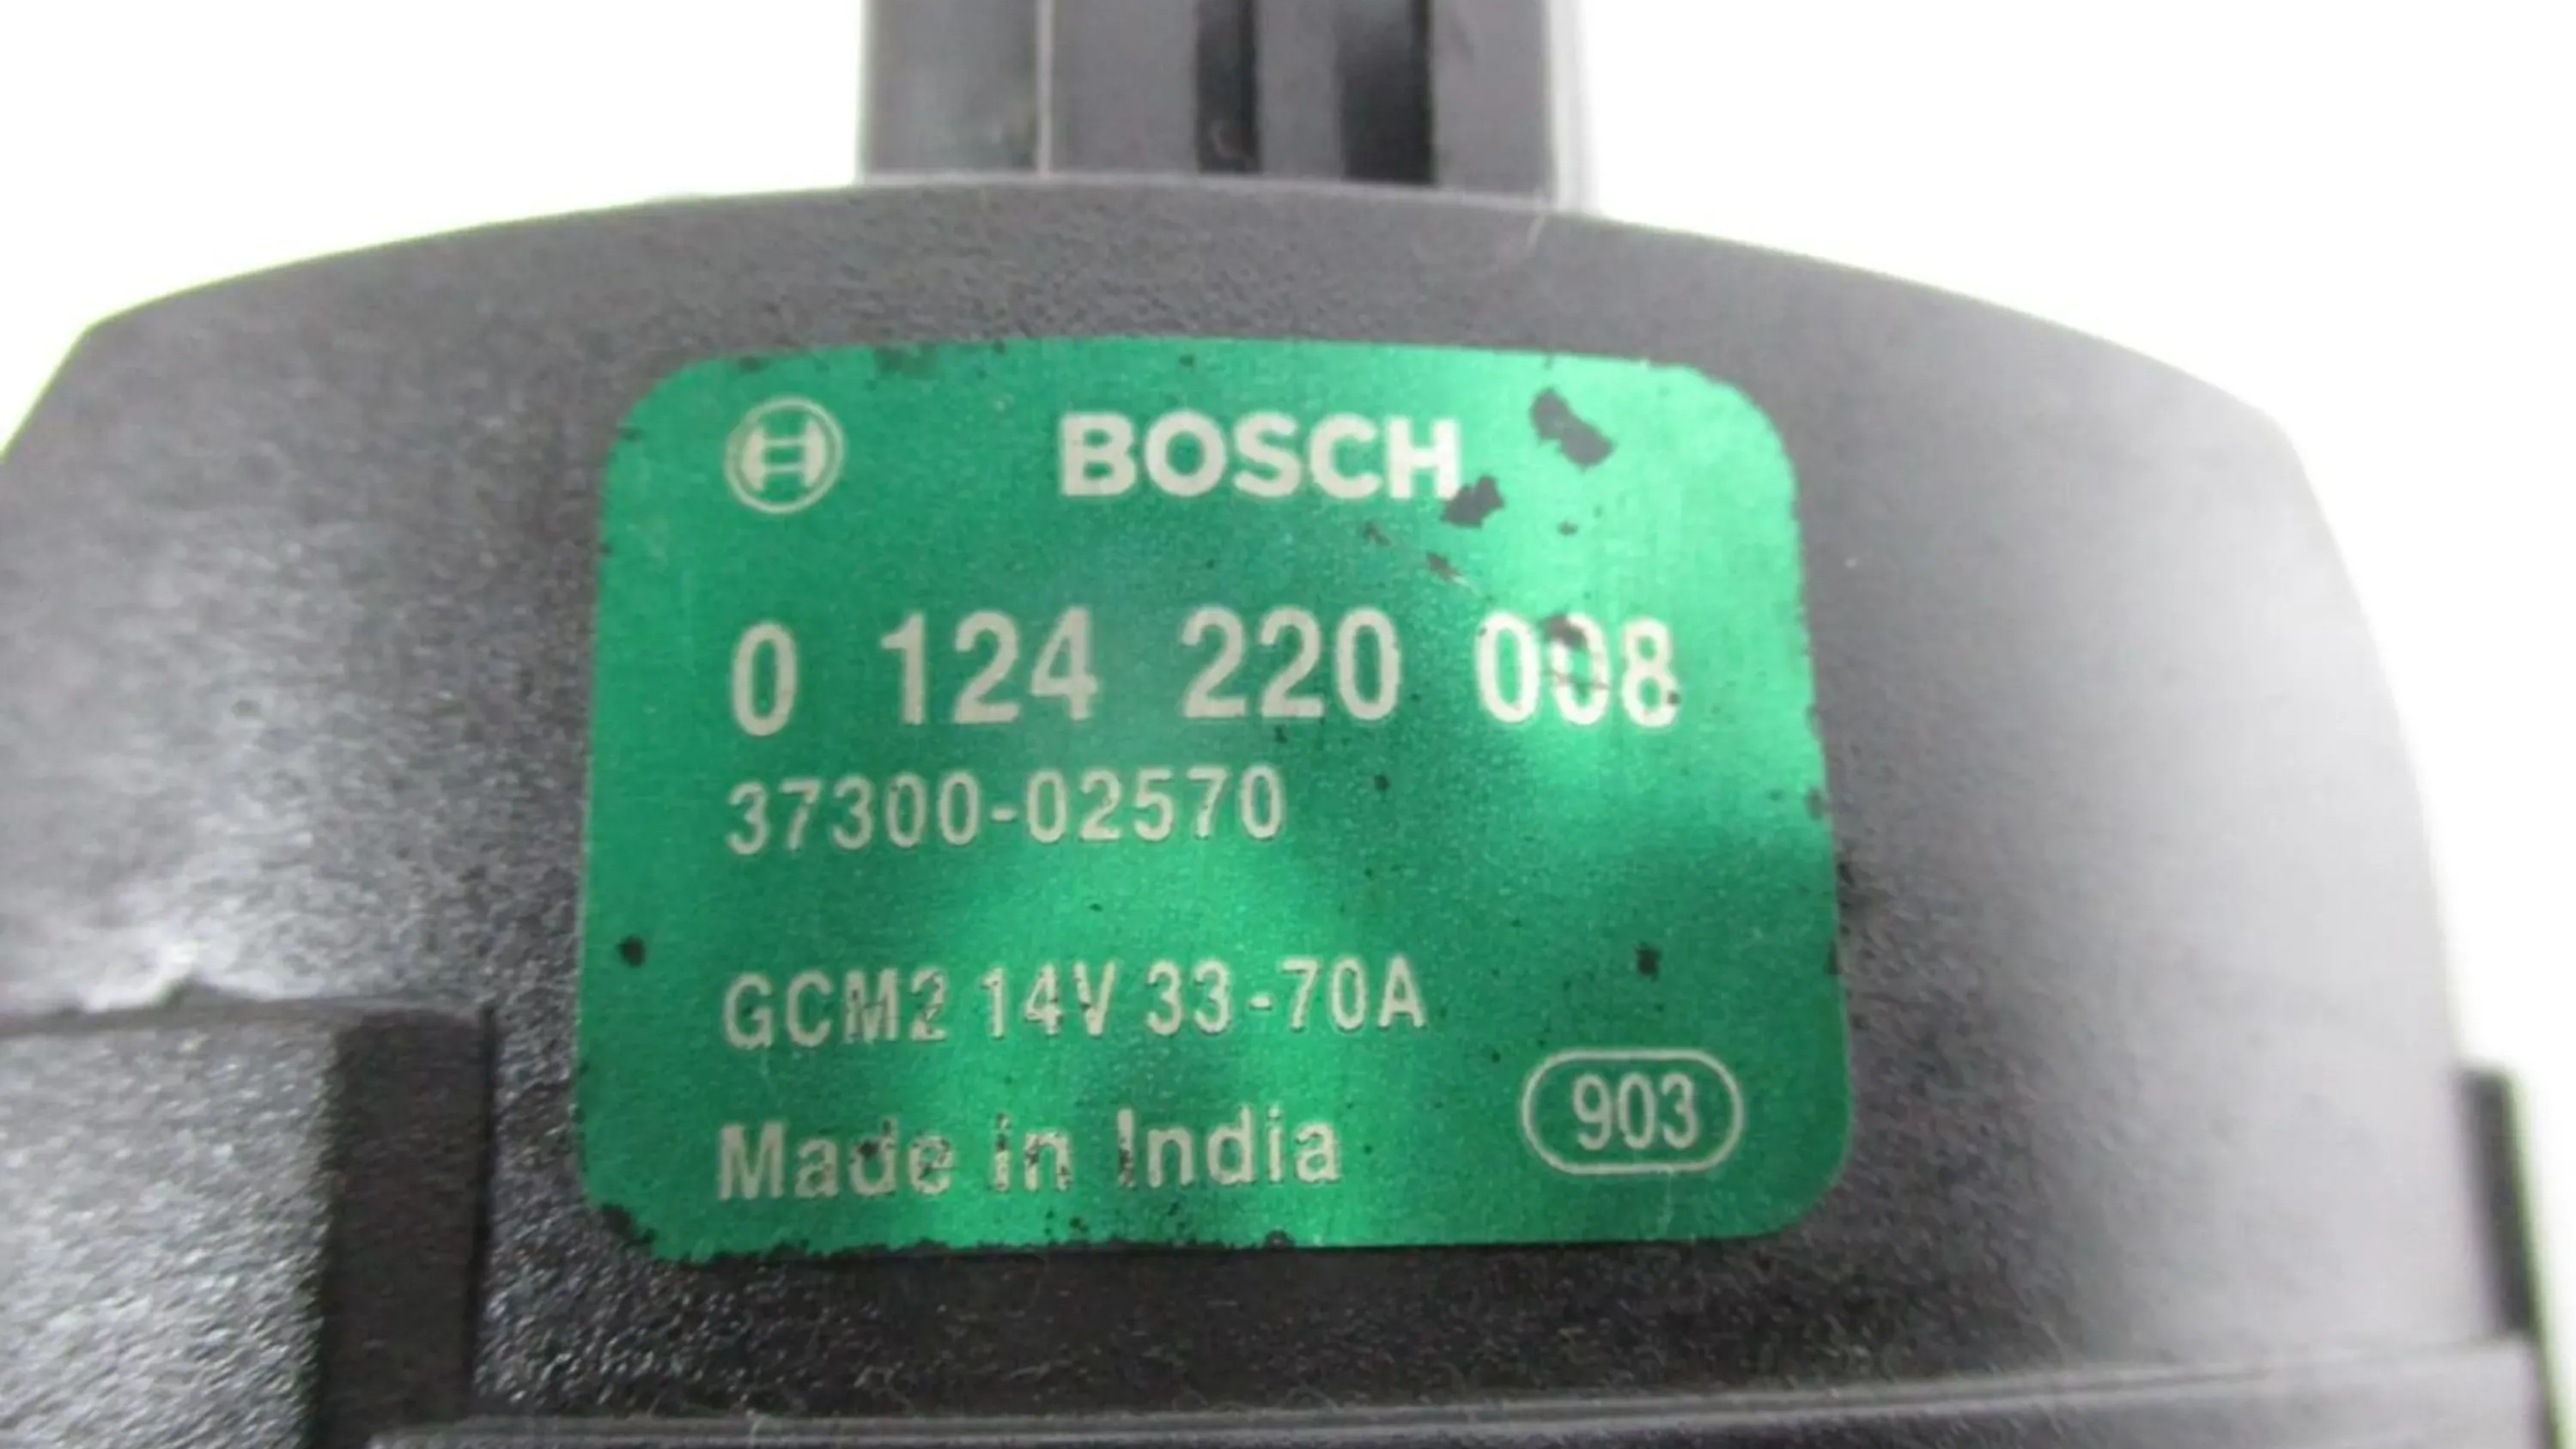 BOSCH
0 124 220 008
37300-02570
GCM2 14V 33-70A
Made in India
903